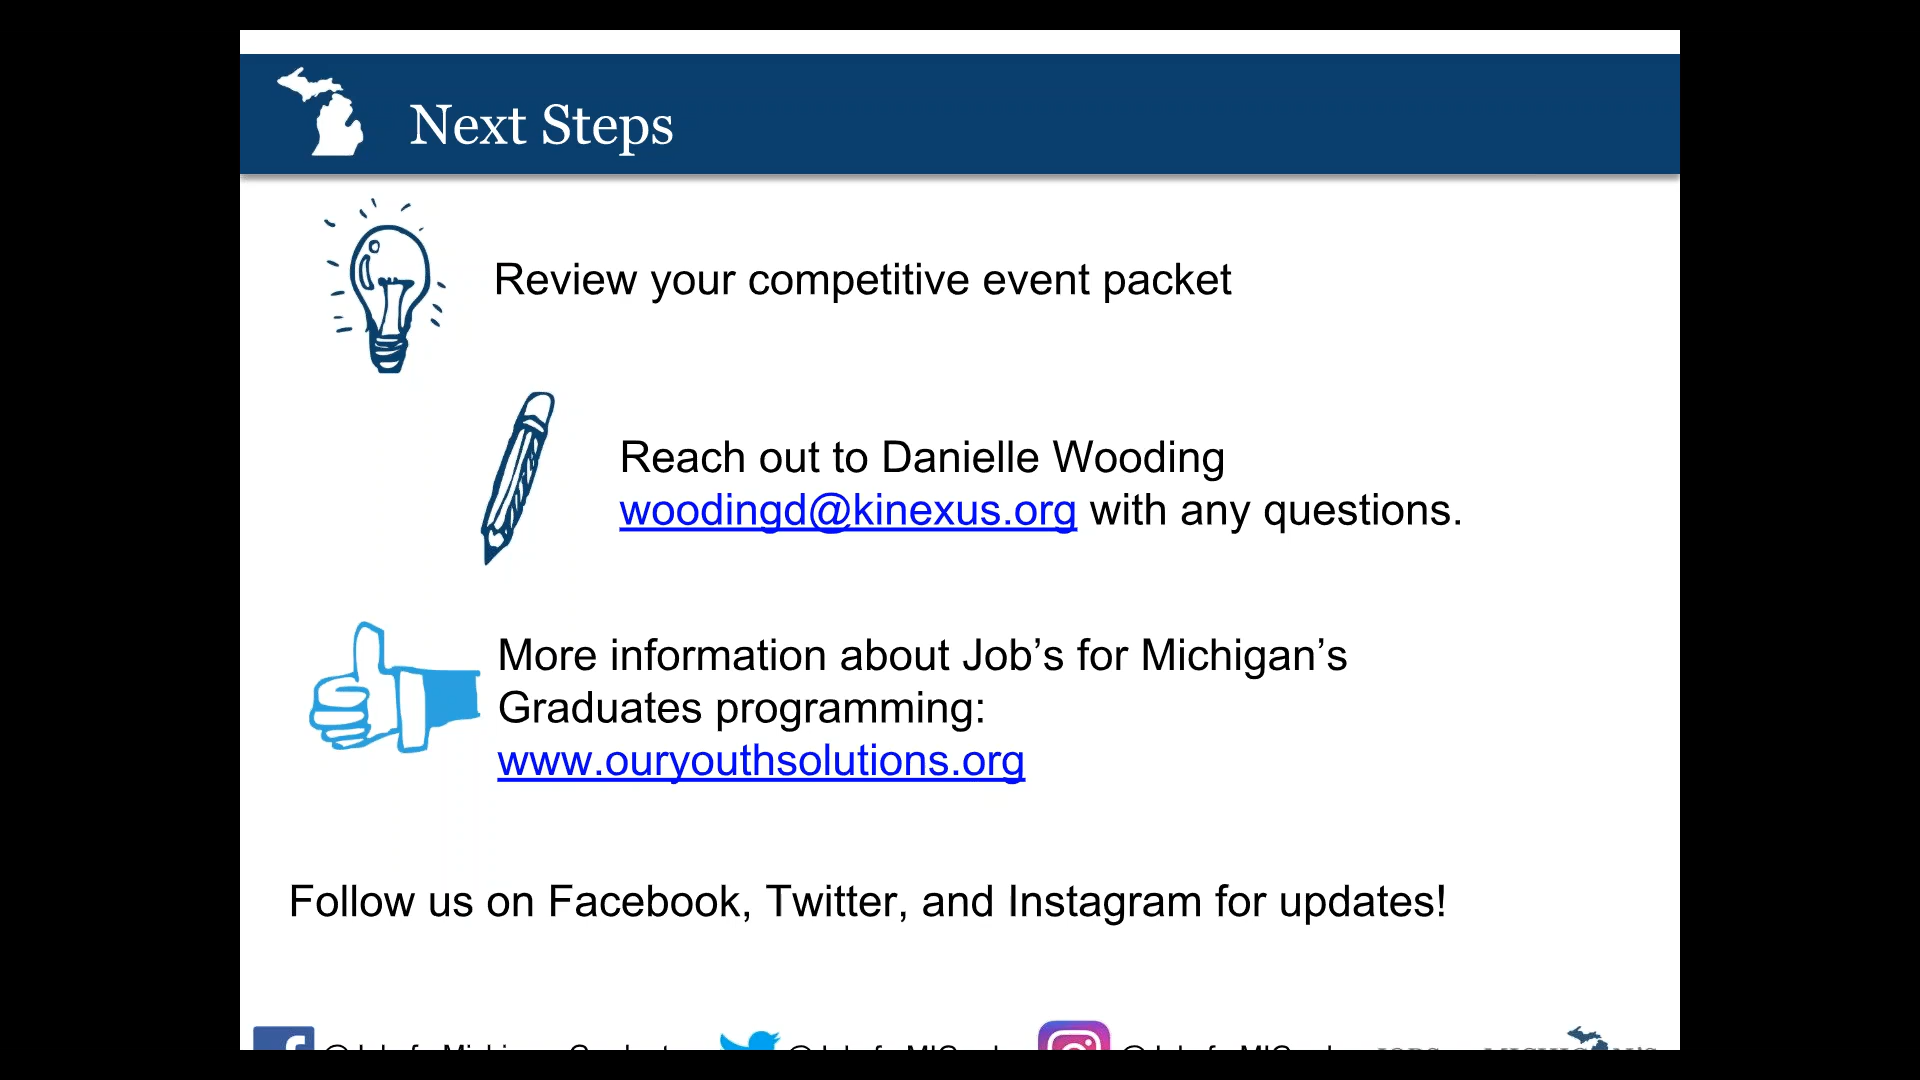 Next Steps
Review your competitive event packet
Reach out to Danielle Wooding
woodingd@kinexus.org with any questions.
More information about Job’s for Michigan’s
Graduates programming:
www.ouryouthsolutions.org
Follow us on Facebook, Twitter, and Instagram for updates!